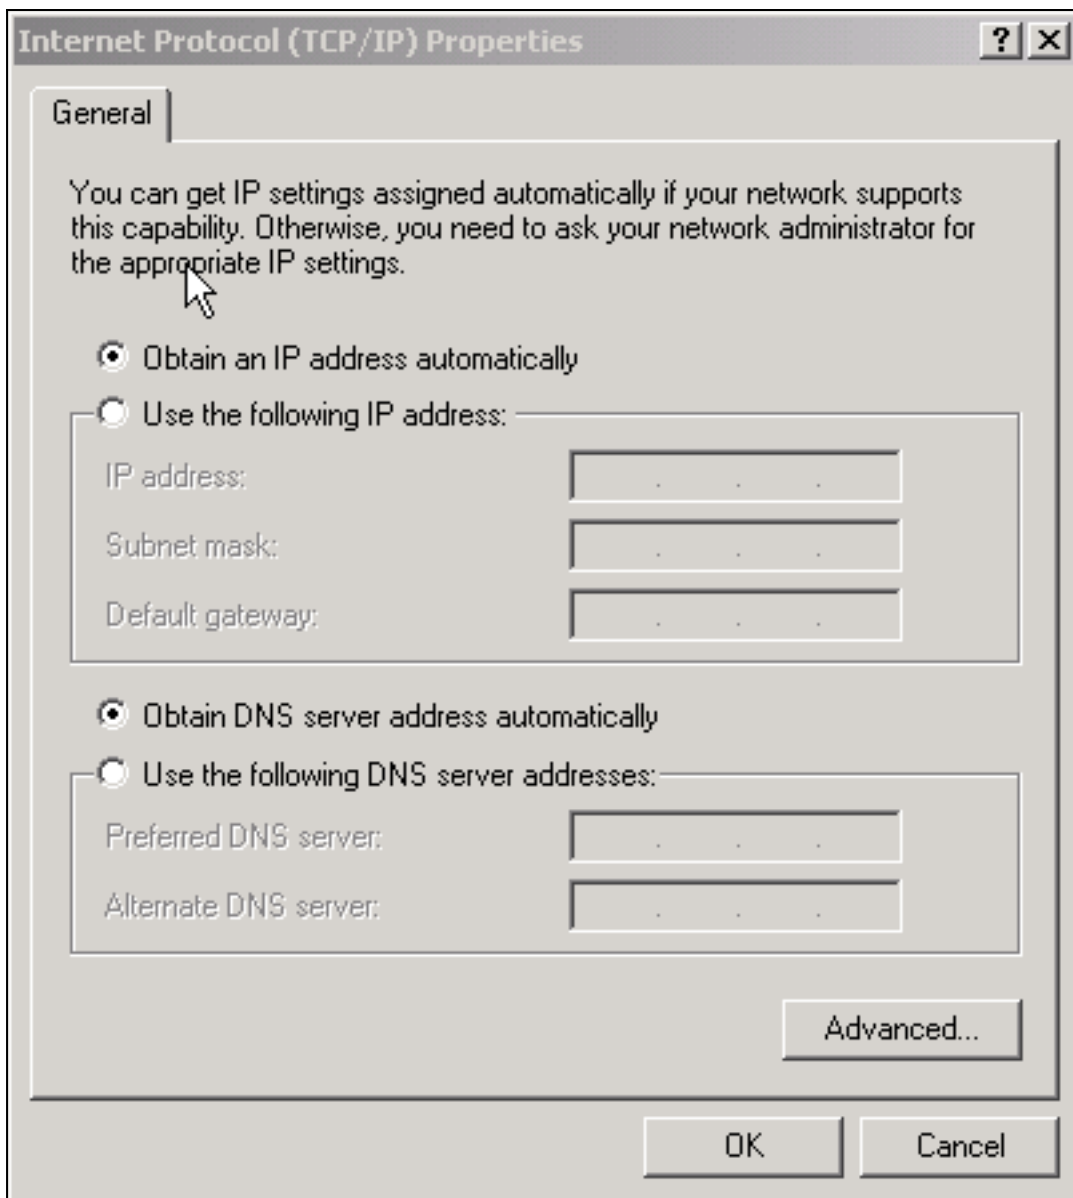 Internet Protocol (TCP/IP) Properties
General
You can get IP settings assigned automatically if your network supports
this capability. Otherwise, you need to ask your network administrator for
the appropriate IP settings.
Obtain an IP address automatically
Use the following IP address:
IP address:
Subnet mask:
Default gateway:
Obtain DNS server address automatically
Use the following DNS server addresses:
Preferred DNS server:
Alternate DNS server:
Advanced...
OK
Cancel